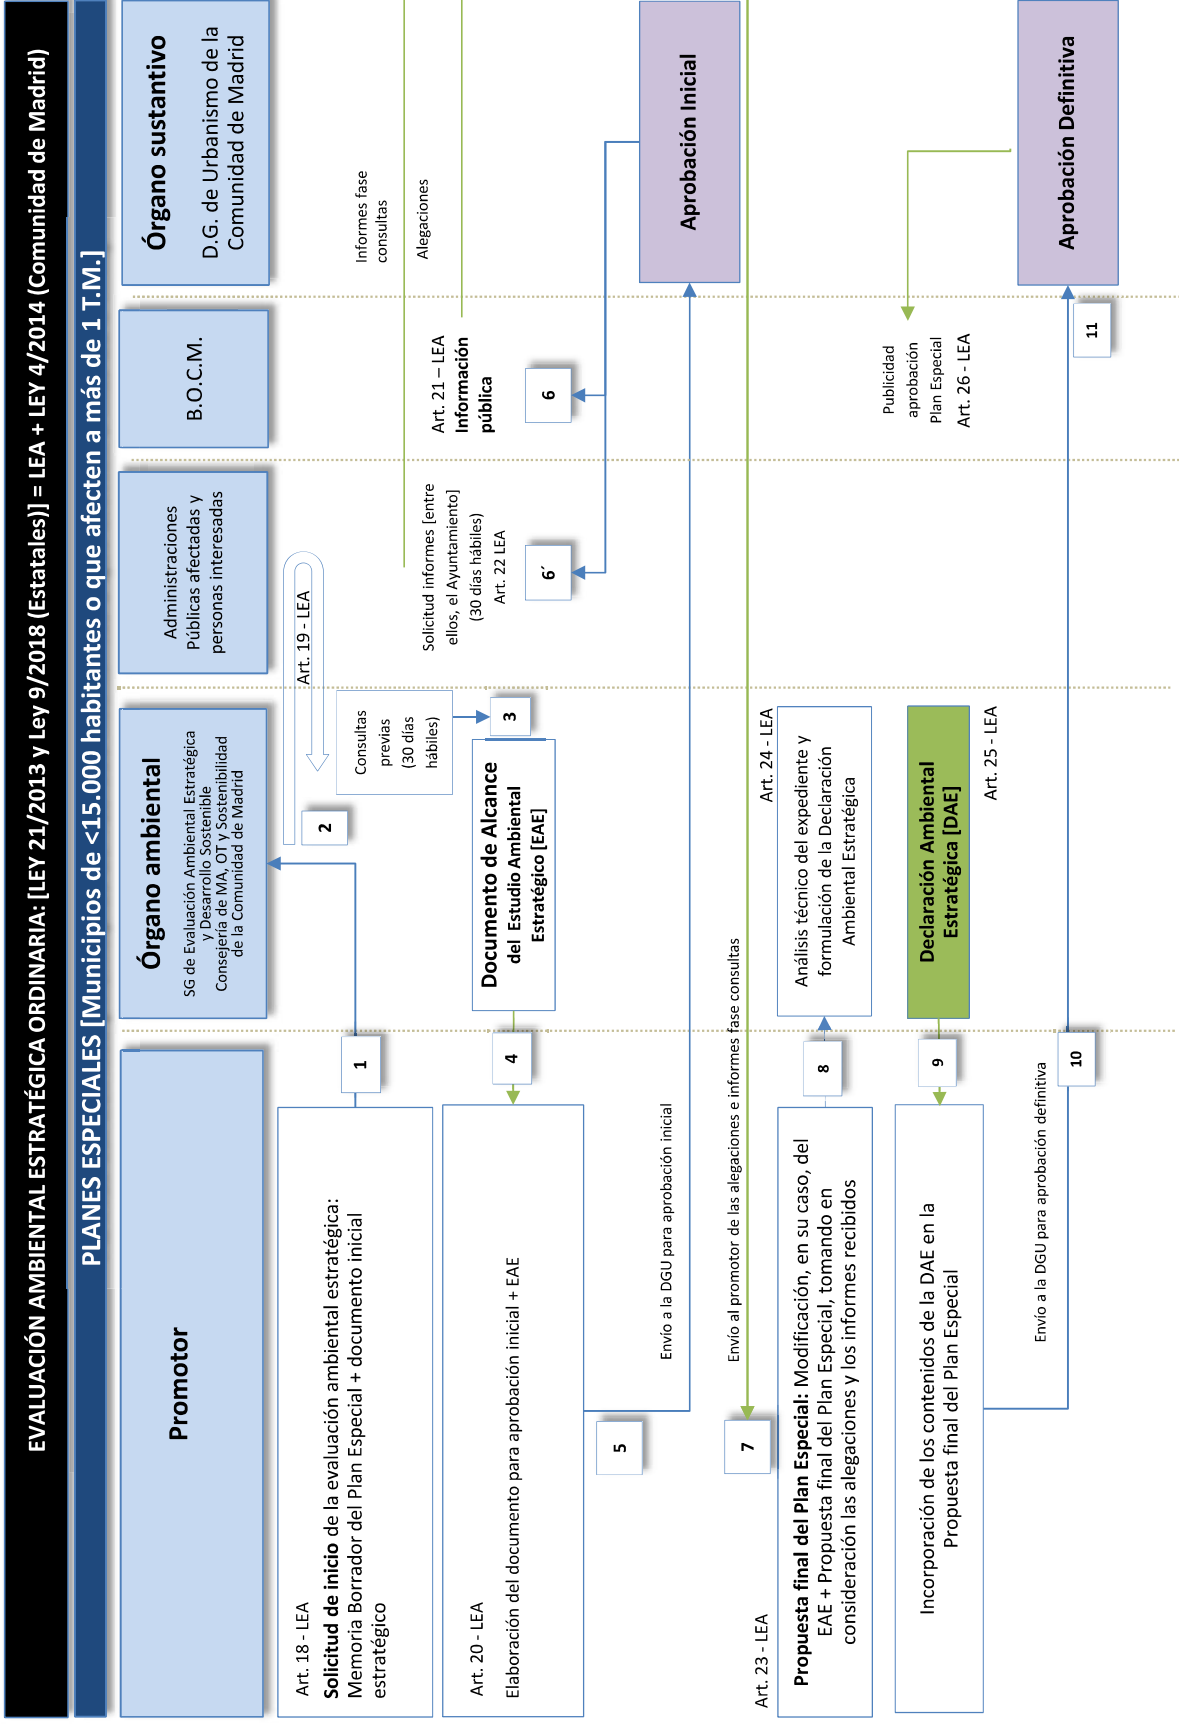 EVALUACIÓN AMBIENTAL ESTRATÉGICA ORDINARIA: [LEY 21/2013 y Ley 9/2018 (Estatales)] = LEA + LEY 4/2014 (Comunidad de Madrid)
PLANES ESPECIALES [Municipios de <15.000 habitantes o que afecten a más de 1 T.M.]
Promotor
Órgano ambiental
SG de Evaluación Ambiental Estratégica
y Desarrollo Sostenible
Consejería de MA, OT y Sostenibilidad
de la Comunidad de Madrid
Administraciones
Públicas afectadas y
personas interesadas
B.O.C.M.
Órgano sustantivo
D.G. de Urbanismo de la
Comunidad de Madrid
Art. 18 - LEA
Solicitud de inicio de la evaluación ambiental estratégica:
Memoria Borrador del Plan Especial + documento inicial
estratégico
1
2
Art. 19 - LEA
Consultas
previas
(30 días
hábiles)
3
Informes fase
consultas
Alegaciones
Art. 20 - LEA
Elaboración del documento para aprobación inicial + EAE
4
Documento de Alcance
del Estudio Ambiental
Estratégico [EAE]
Solicitud informes [entre
ellos, el Ayuntamiento]
(30 días hábiles)
Art. 22 LEA
6´
Art. 21 – LEA
Información
pública
6
5
Envío a la DGU para aprobación inicial
Aprobación Inicial
7
Envío al promotor de las alegaciones e informes fase consultas
Art. 23 - LEA
Propuesta final del Plan Especial: Modificación, en su caso, del
EAE + Propuesta final del Plan Especial, tomando en
consideración las alegaciones y los informes recibidos
8
Art. 24 - LEA
Análisis técnico del expediente y
formulación de la Declaración
Ambiental Estratégica
Incorporación de los contenidos de la DAE en la
Propuesta final del Plan Especial
9
Declaración Ambiental
Estratégica [DAE]
Art. 25 - LEA
Publicidad
aprobación
Plan Especial
Art. 26 - LEA
Envío a la DGU para aprobación definitiva
10
11
Aprobación Definitiva